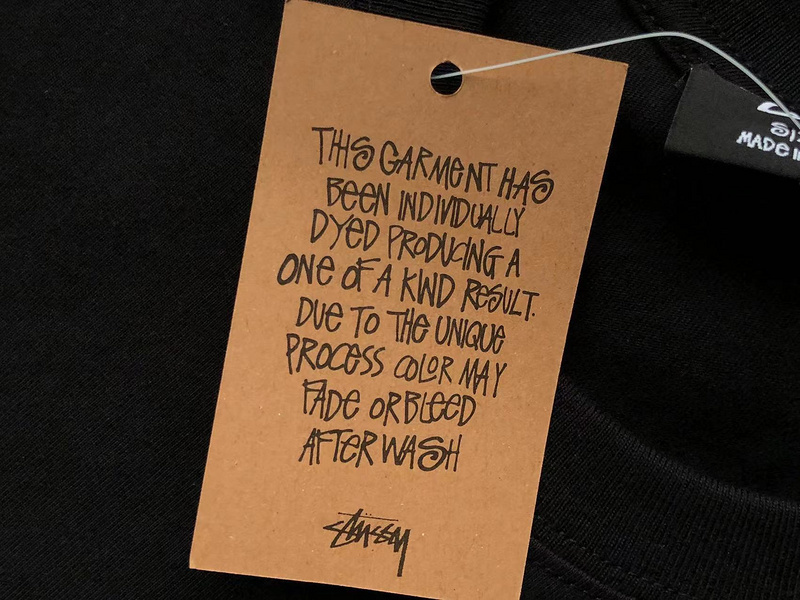 THIS GARMENT HAS
BEEN INDIVIDUALLY
DYED PRODUCING A
ONE OF A KIND RESULT.
DUE TO THE UNIQUE
PROCESS COLOR MAY
FADE OR BLEED
AFTER WASH
Stüssy
MADE IN